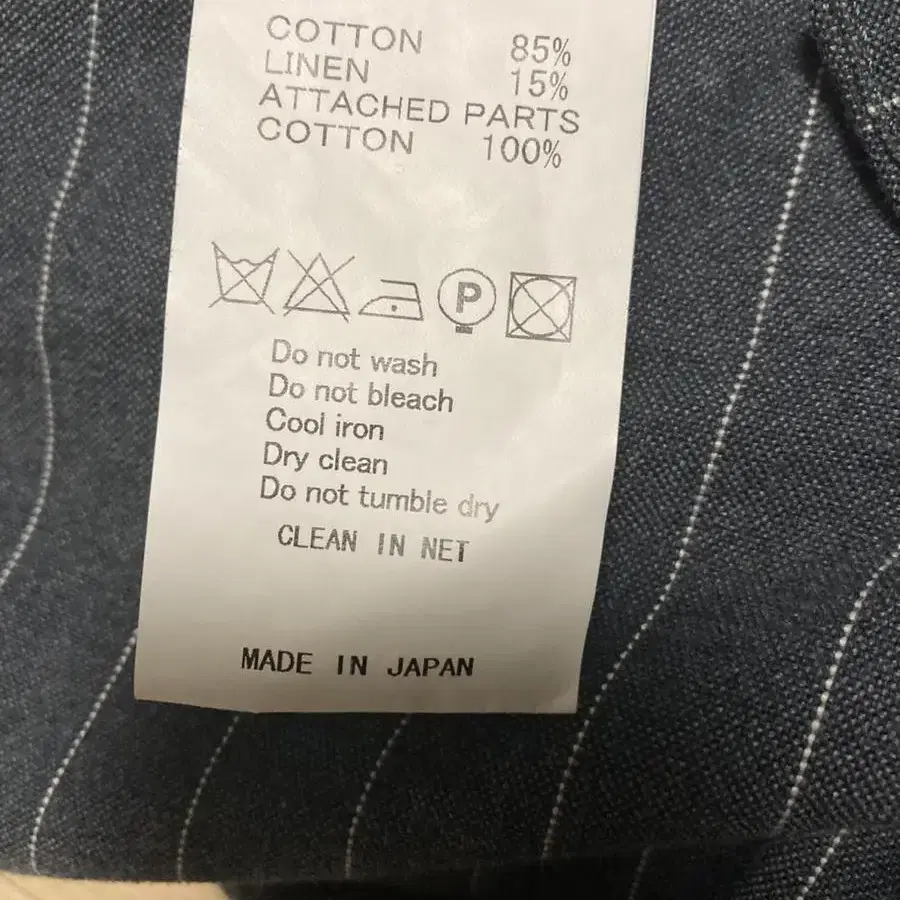 COTTON 85%
LINEN 15%
ATTACHED PARTS
COTTON 100%
P
Do not wash
Do not bleach
Cool iron
Dry clean
Do not tumble dry
CLEAN IN NET
MADE IN JAPAN